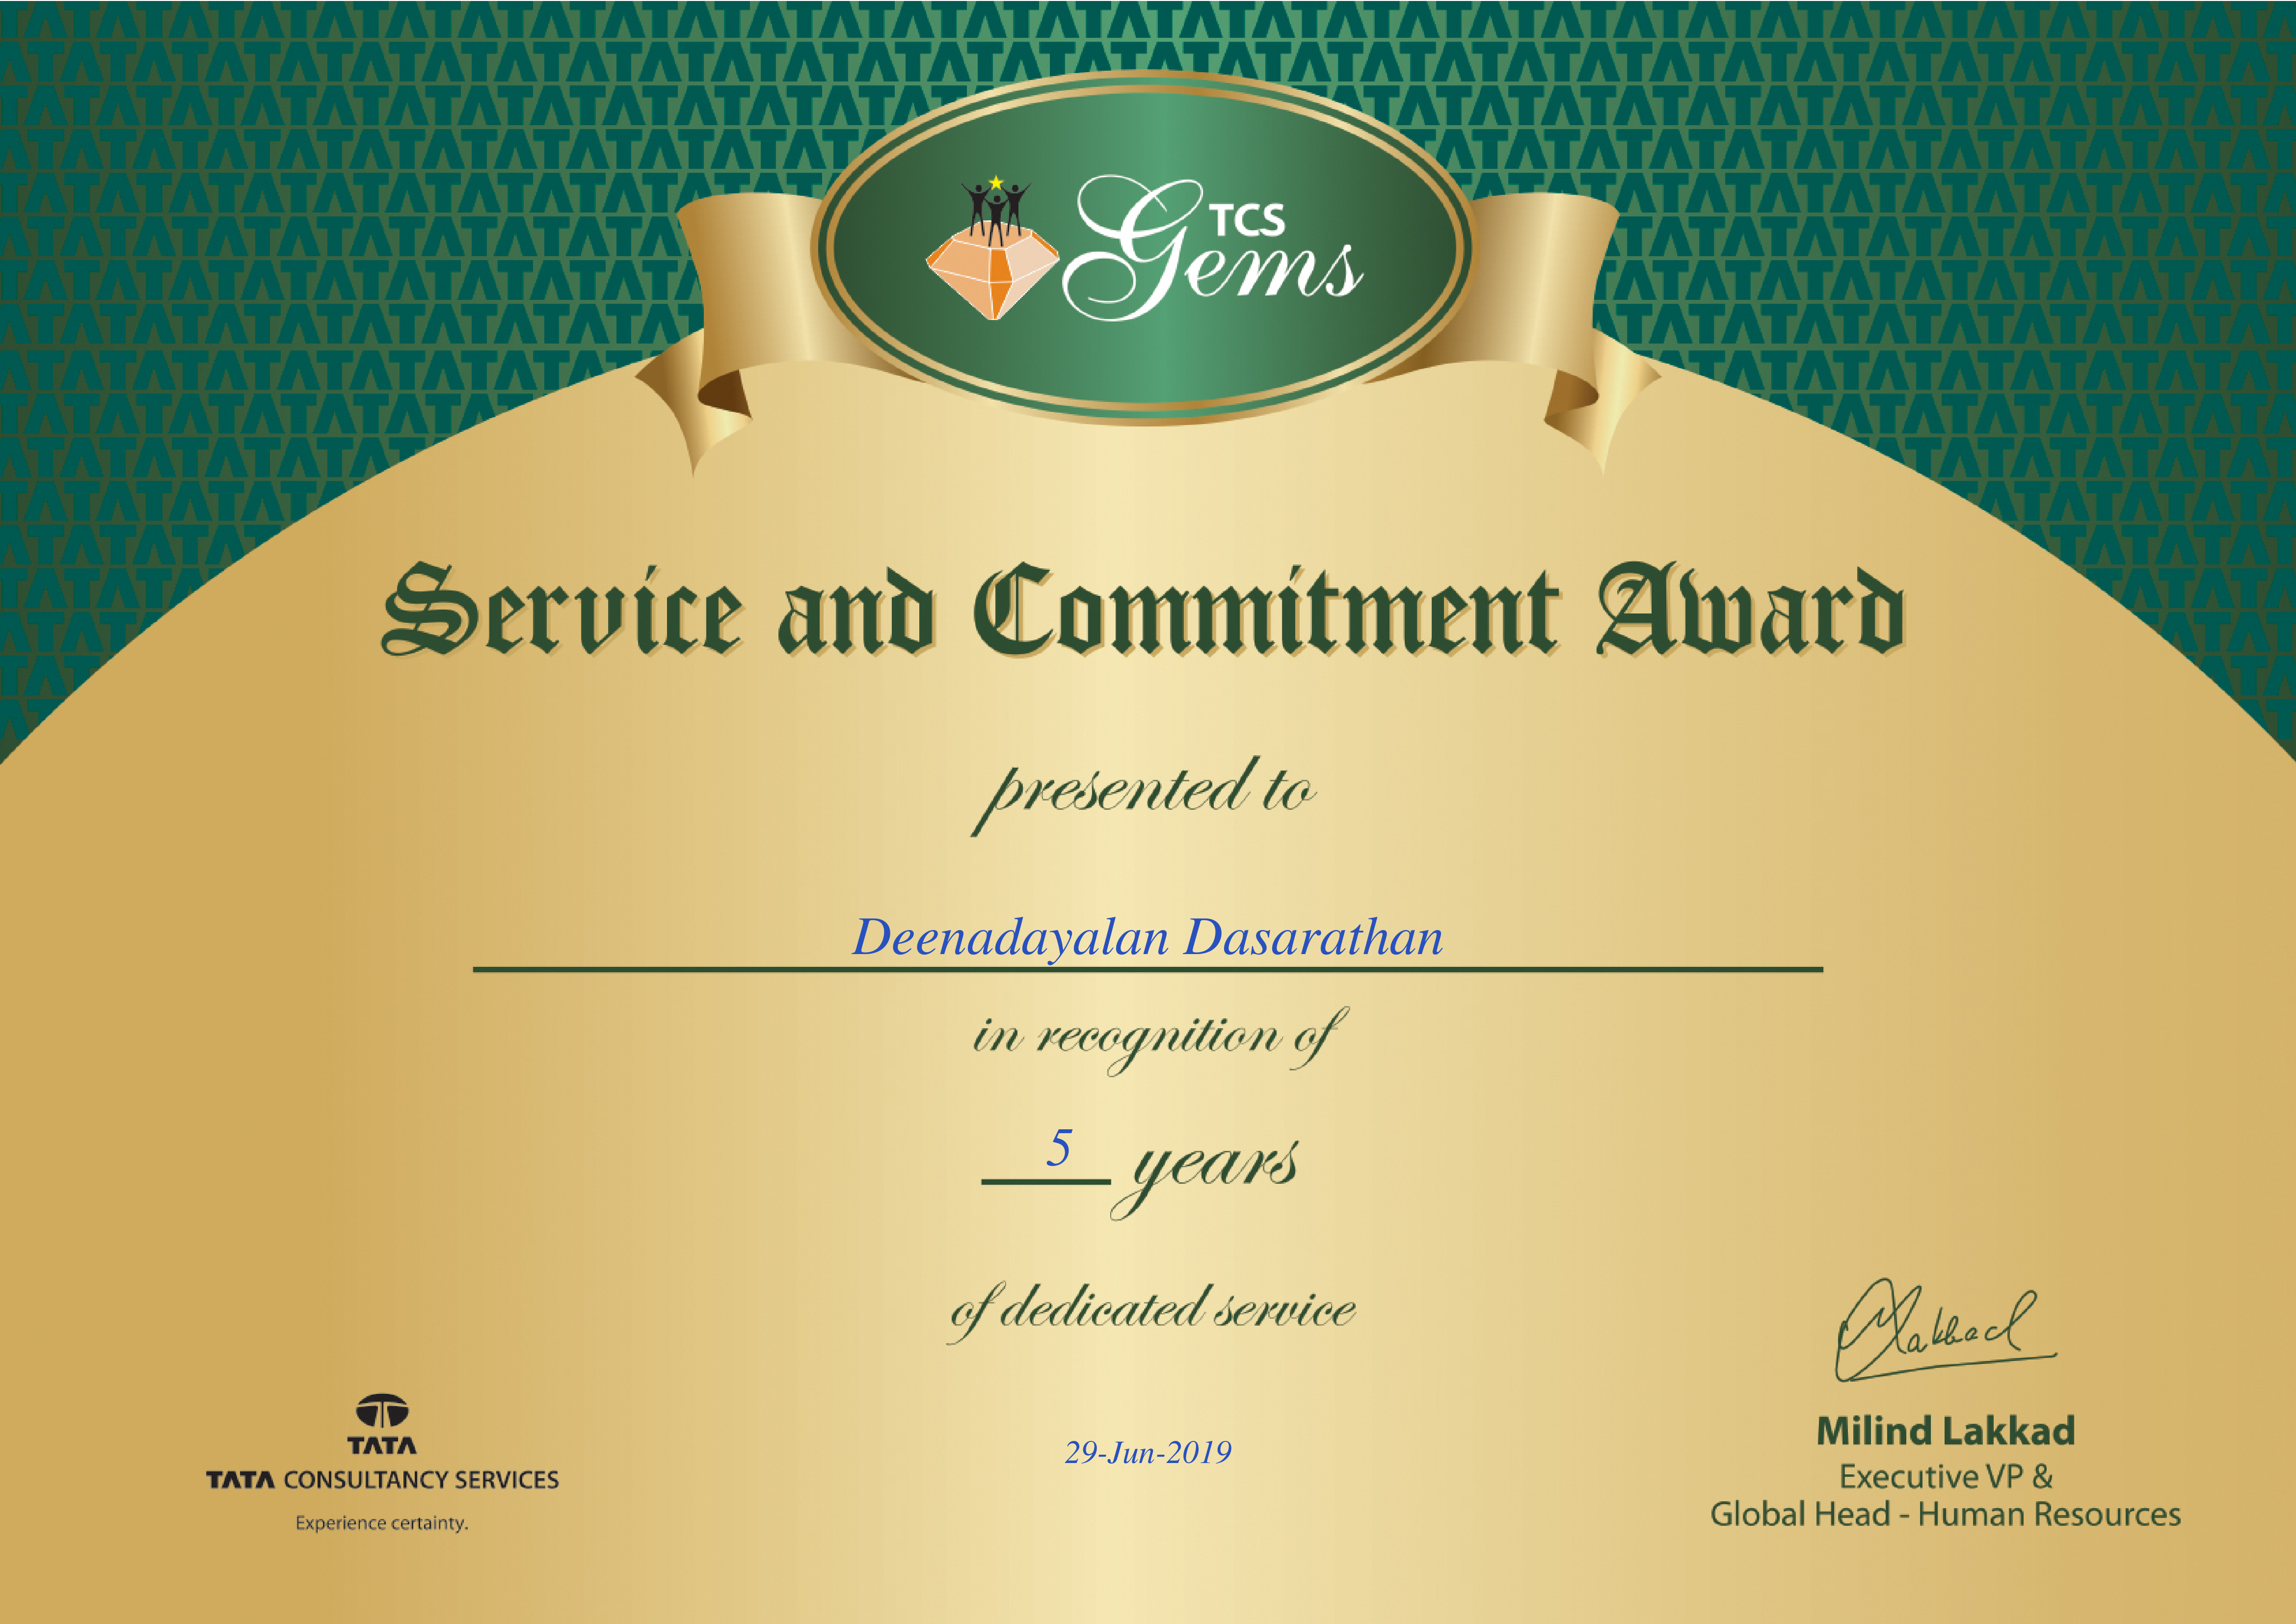 TCS
Gems
Service and Commitment Award
presented to
Deenadayalan Dasarathan
in recognition of
5 years
of dedicated service
29-Jun-2019
TATA
TATA CONSULTANCY SERVICES
Experience certainty.
Lakkad
Milind Lakkad
Executive VP &
Global Head - Human Resources